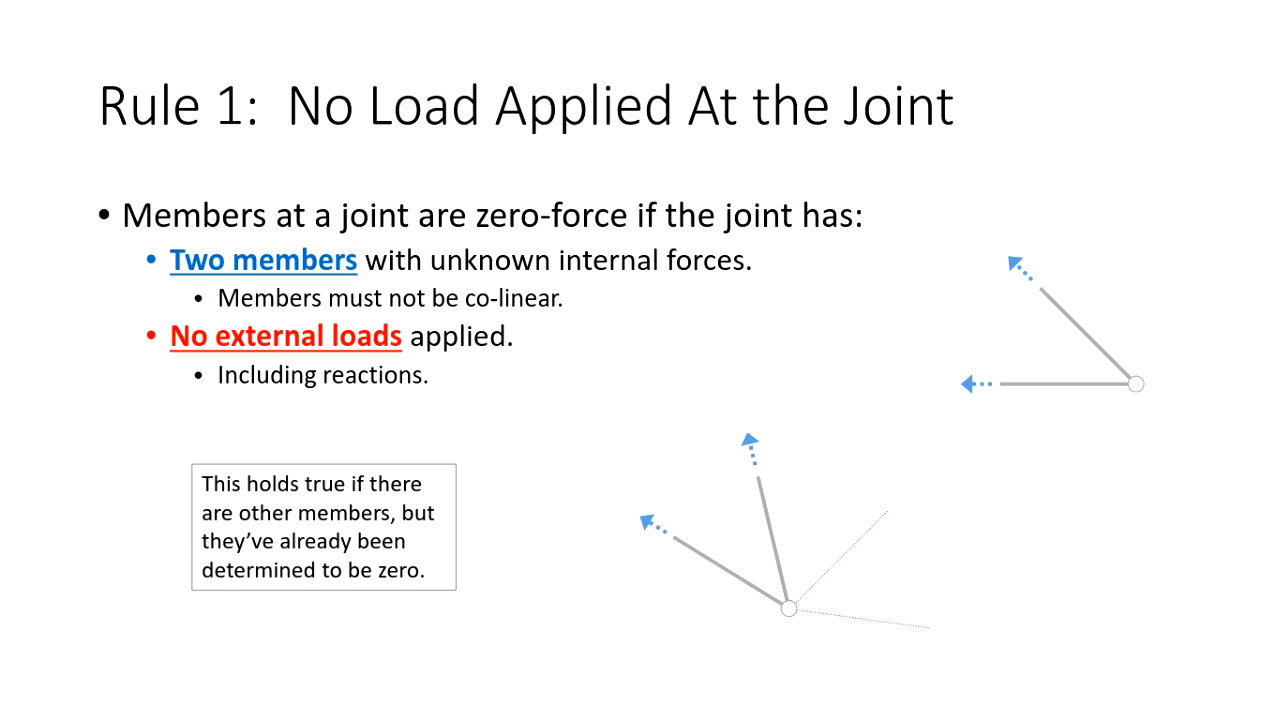 Rule 1:  No Load Applied At the Joint
• Members at a joint are zero-force if the joint has:
• Two members with unknown internal forces.
• Members must not be co-linear.
• No external loads applied.
• Including reactions.
This holds true if there
are other members, but
they’ve already been
determined to be zero.